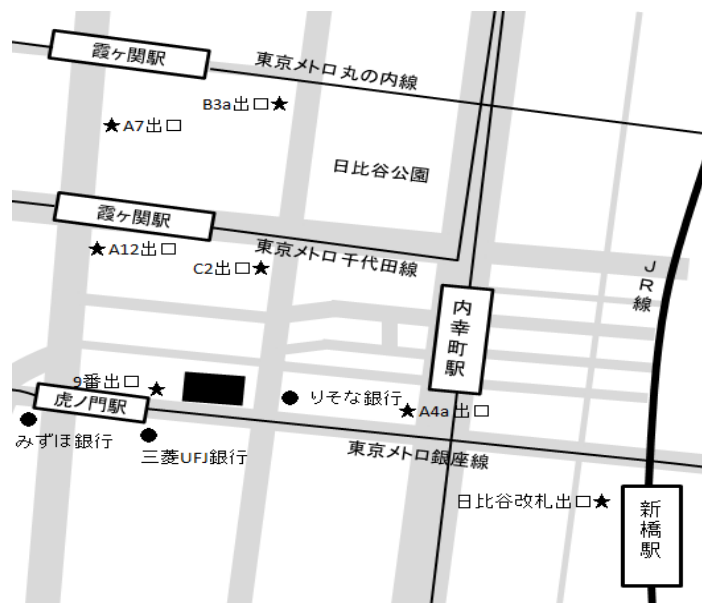 霞ヶ関駅
東京メトロ 丸の内線
B3a出口
A7出口
日比谷公園
霞ヶ関駅
A12出口
東京メトロ 千代田線
C2出口
JR線
内幸町駅
9番出口
りそな銀行
虎ノ門駅
A4a出口
みずほ銀行
三菱UFJ銀行
東京メトロ銀座線
日比谷改札出口
新橋駅